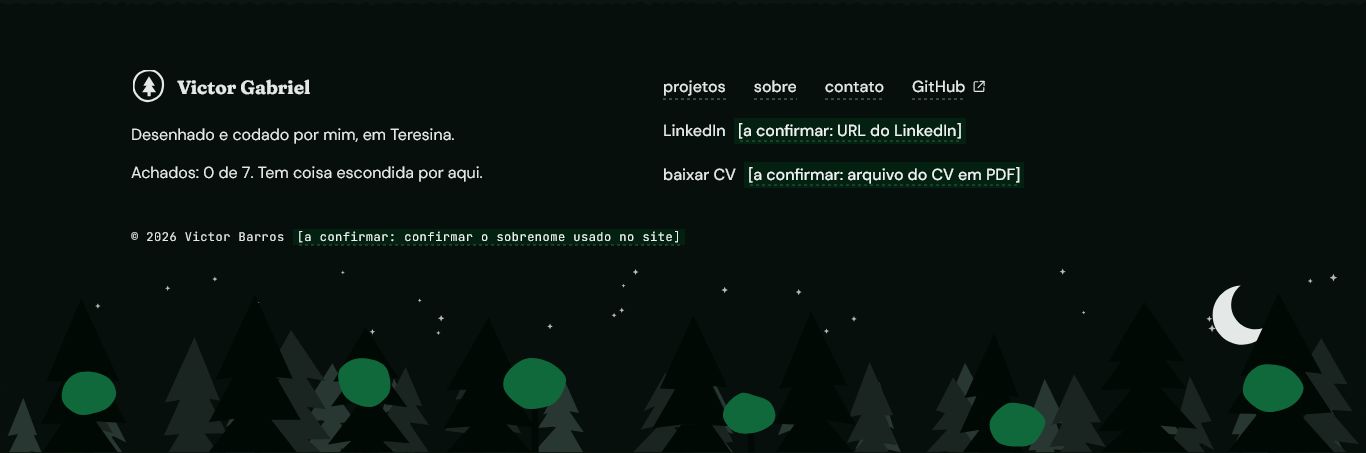 Victor Gabriel
Desenhado e codado por mim, em Teresina.
Achados: 0 de 7. Tem coisa escondida por aqui.
projetos sobre contato GitHub
LinkedIn [a confirmar: URL do LinkedIn]
baixar CV [a confirmar: arquivo do CV em PDF]
© 2026 Victor Barros [a confirmar: confirmar o sobrenome usado no site]